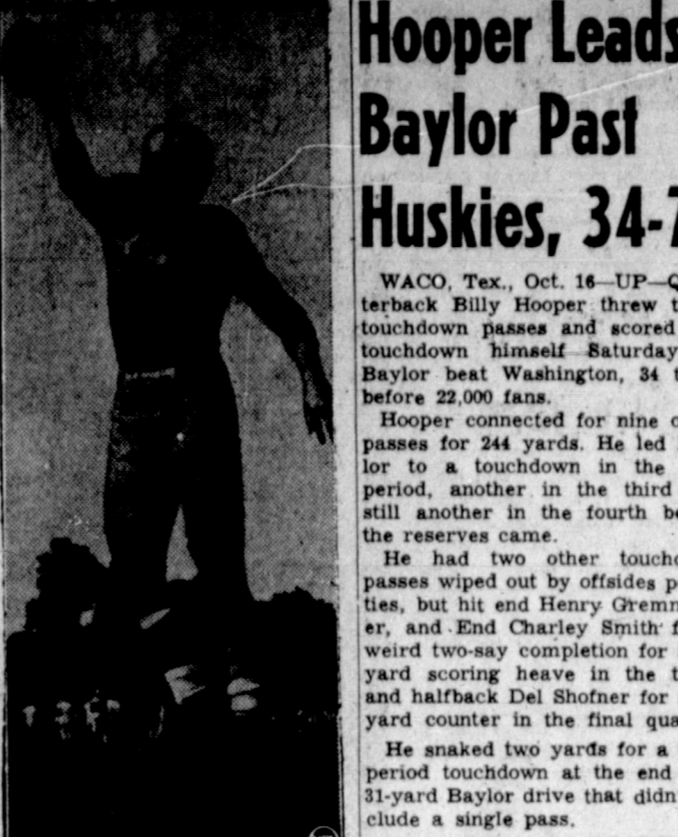 Hooper Leads
Baylor Past
Huskies, 34-7
WACO, Tex., Oct. 16—UP—Q
terback Billy Hooper threw t
touchdown passes and scored
touchdown himself Saturday
Baylor beat Washington, 34 t
before 22,000 fans.
Hooper connected for nine o
passes for 244 yards. He led
lor to a touchdown in the
period, another in the third
still another in the fourth be
the reserves came.
He had two other touchd
passes wiped out by offsides p
ties, but hit end Henry Gremn
er, and End Charley Smith f
weird two-say completion for
yard scoring heave in the t
and halfback Del Shofner for
yard counter in the final qua
He snaked two yards for a
period touchdown at the end
31-yard Baylor drive that didn
clude a single pass.